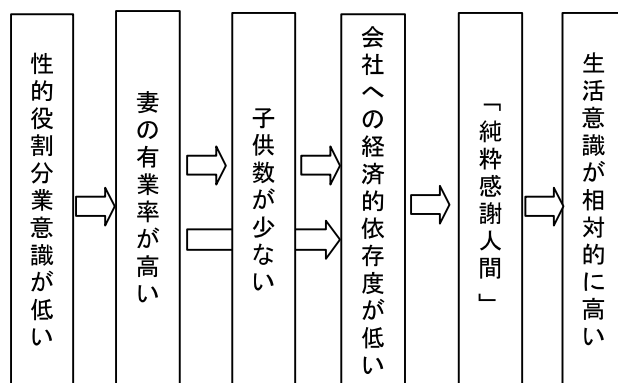 性的役割分業意識が低い
妻の有業率が高い
子供数が少ない
会社への経済的依存度が低い
「純粋感謝人間」
生活意識が相対的に高い